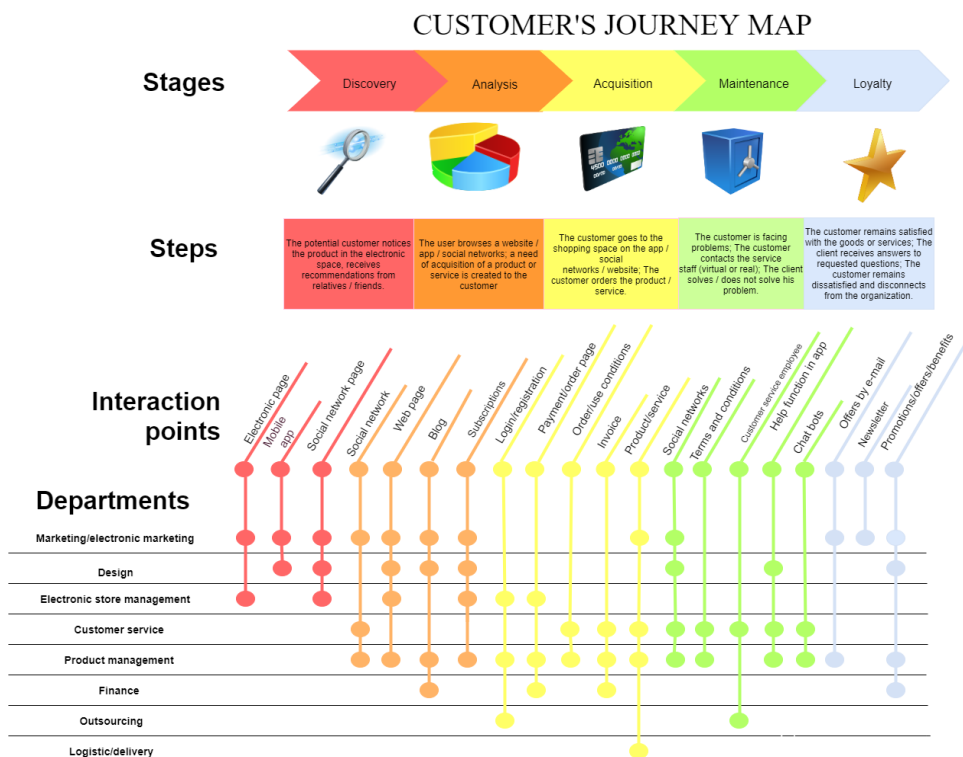 CUSTOMER'S JOURNEY MAP
Stages
Discovery
Analysis
Acquisition
Maintenance
Loyalty
4500 0000 0000 0000
Steps
The potential customer notices
the product in the electronic
space, receives
recommendations from
relatives / friends.
The user browses a website /
app / social networks; a need
of acquisition of a product or
service is created to the
customer
The customer goes to the
shopping space on the app /
social
networks / website; The
customer orders the product /
service.
The customer is facing
problems; The customer
contacts the service
staff (virtual or real); The client
solves / does not solve his
problem.
The customer remains satisfied
with the goods or services; The
client receives answers to
requested questions; The
customer remains
dissatisfied and disconnects
from the organization.
Interaction
points
Electronic page
Mobile
app
Social network page
Social network
Web page
Blog
Subscriptions
Login/registration
Payment/order page
Order/use conditions
Invoice
Product/service
Social networks
Terms and conditions
Customer service employee
Help function in app
Chat bots
Offers by e-mail
Newsletter
Promotions/offers/benefits
Departments
Marketing/electronic marketing
Design
Electronic store management
Customer service
Product management
Finance
Outsourcing
Logistic/delivery